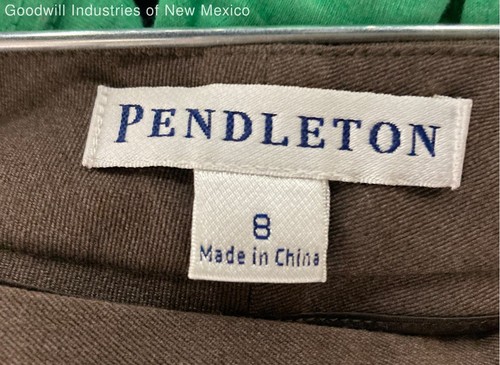 Goodwill Industries of New Mexico
PENDLETON
8
Made in China